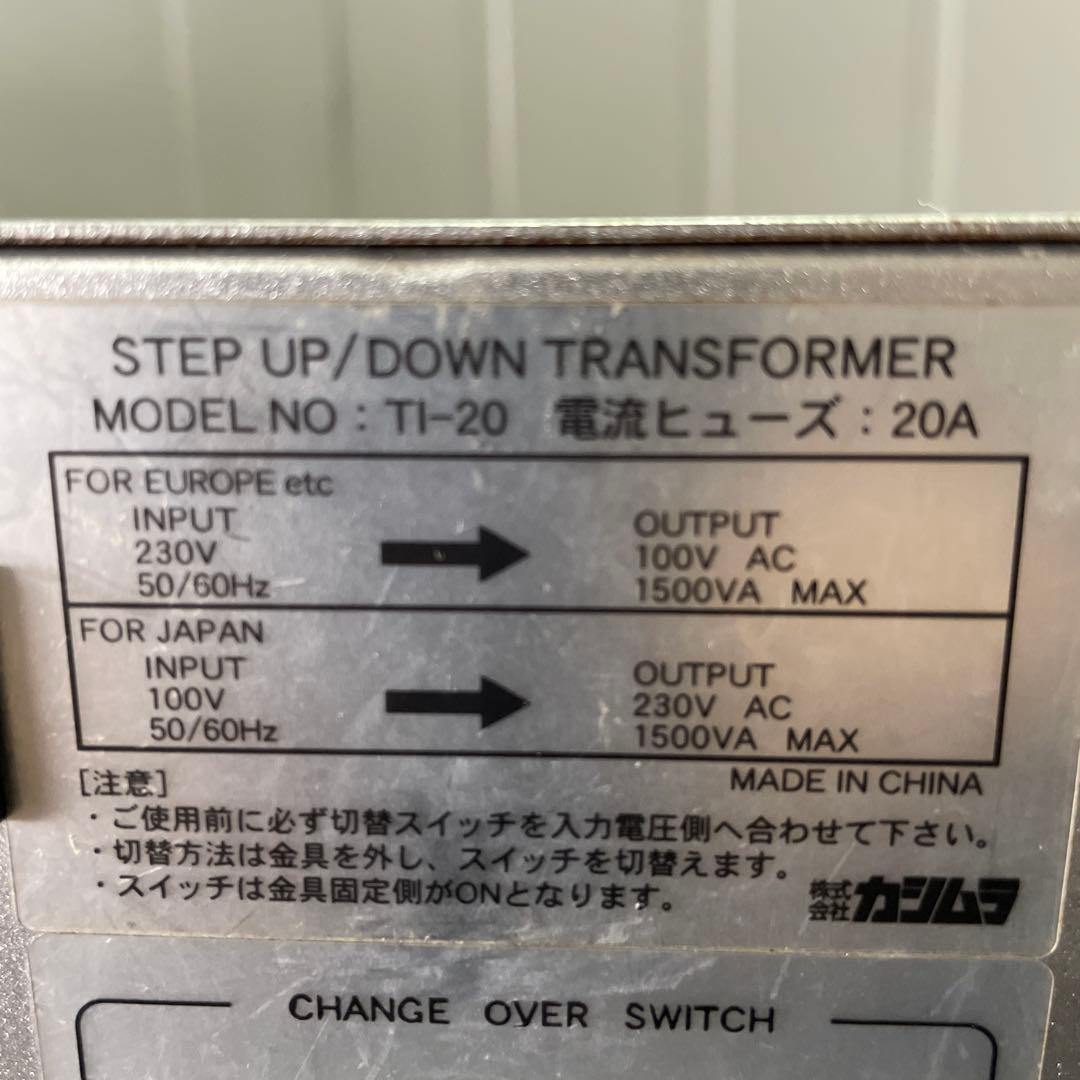 STEP UP/DOWN TRANSFORMER
MODEL NO : TI-20 電流ヒューズ : 20A
FOR EUROPE etc
INPUT
230V
50/60Hz
OUTPUT
100V AC
1500VA MAX
FOR JAPAN
INPUT
100V
50/60Hz
OUTPUT
230V AC
1500VA MAX
[注意]
MADE IN CHINA
・ご使用前に必ず切替スイッチを入力電圧側へ合わせて下さい。
・切替方法は金具を外し、スイッチを切替えます。
・スイッチは金具固定側がONとなります。
株式会社 カシムラ
CHANGE OVER SWITCH